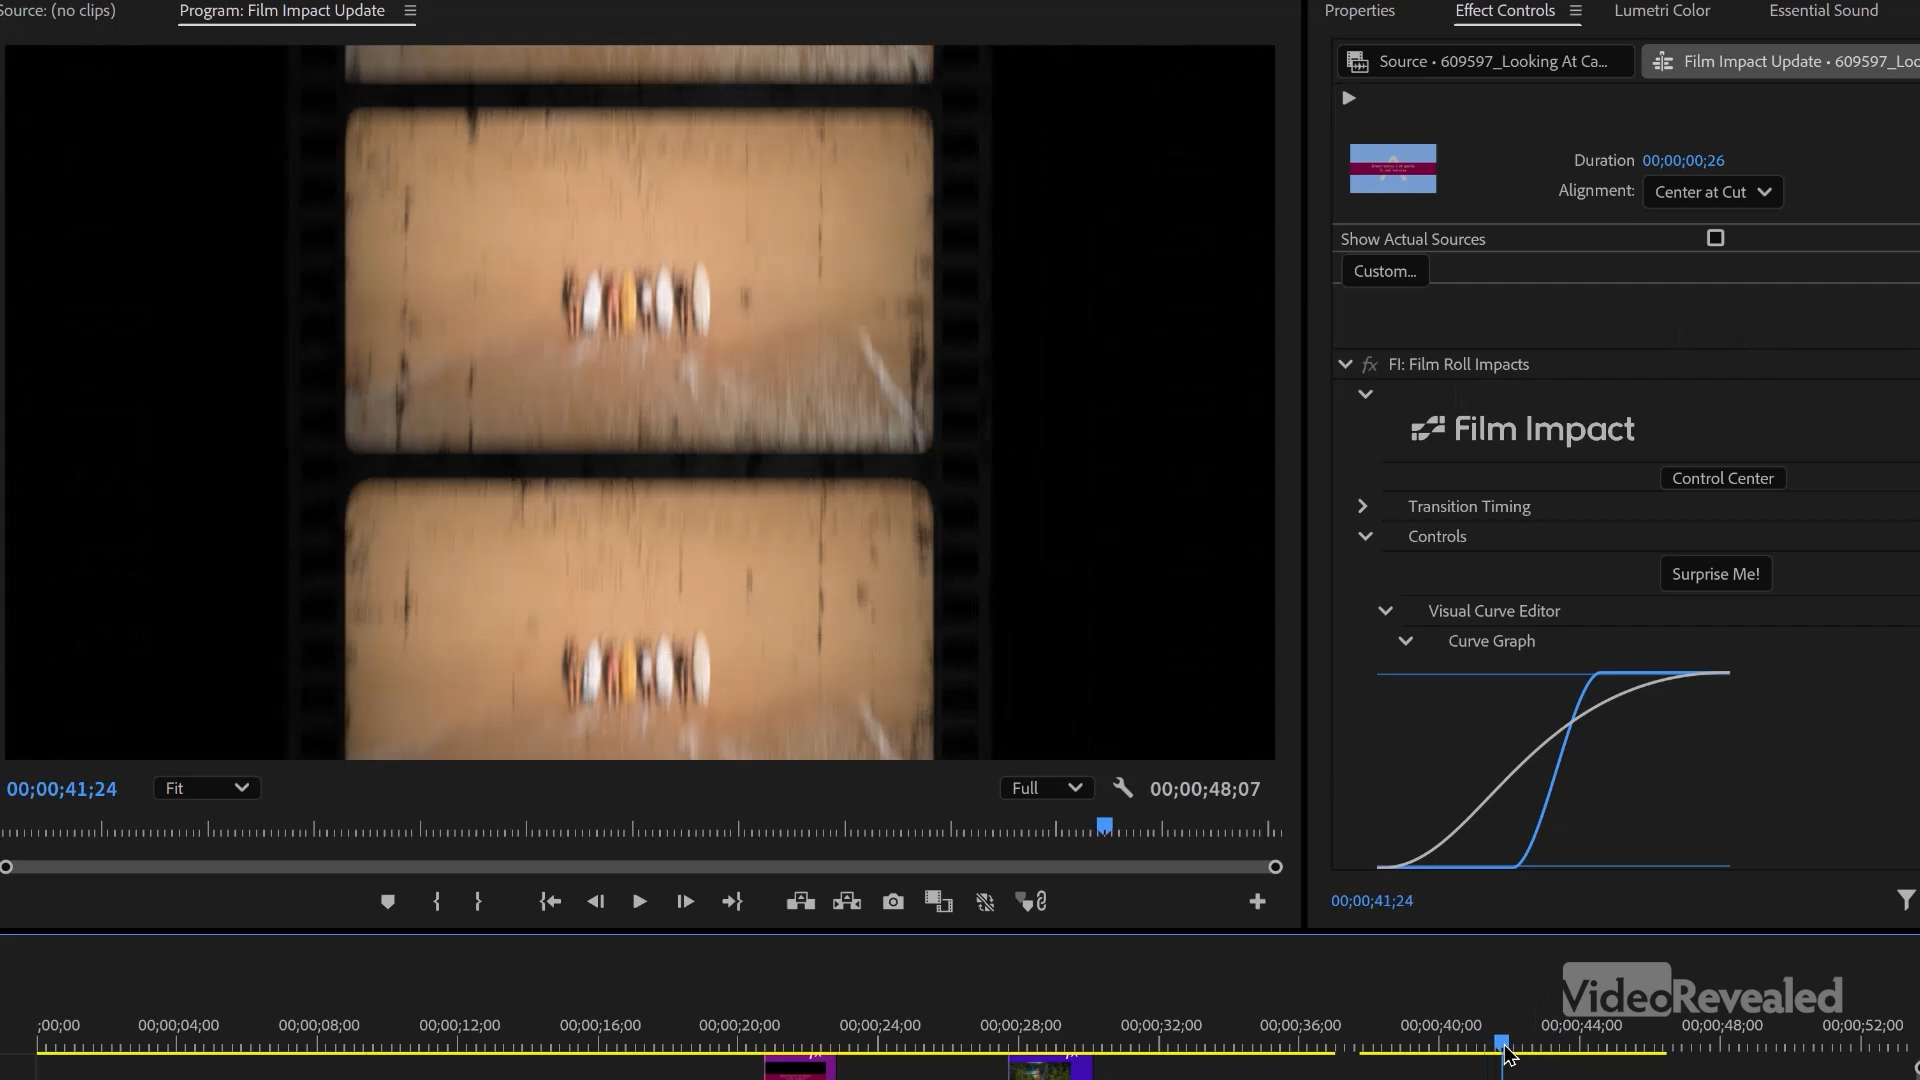 Source: (no clips)
Program: Film Impact Update
Properties
Effect Controls
Lumetri Color
Essential Sound
Source • 609597_Looking At Ca...
Film Impact Update • 609597_Loo
Duration 00;00;00;26
Alignment: Center at Cut
Show Actual Sources
Custom...
fx FI: Film Roll Impacts
Film Impact
Control Center
Transition Timing
Controls
Surprise Me!
Visual Curve Editor
Curve Graph
00;00;41;24
Fit
Full
00;00;48;07
00;00;41;24
VideoRevealed
;00;00 00;00;04;00 00;00;08;00 00;00;12;00 00;00;16;00 00;00;20;00 00;00;24;00 00;00;28;00 00;00;32;00 00;00;36;00 00;00;40;00 00;00;44;00 00;00;48;00 00;00;52;00